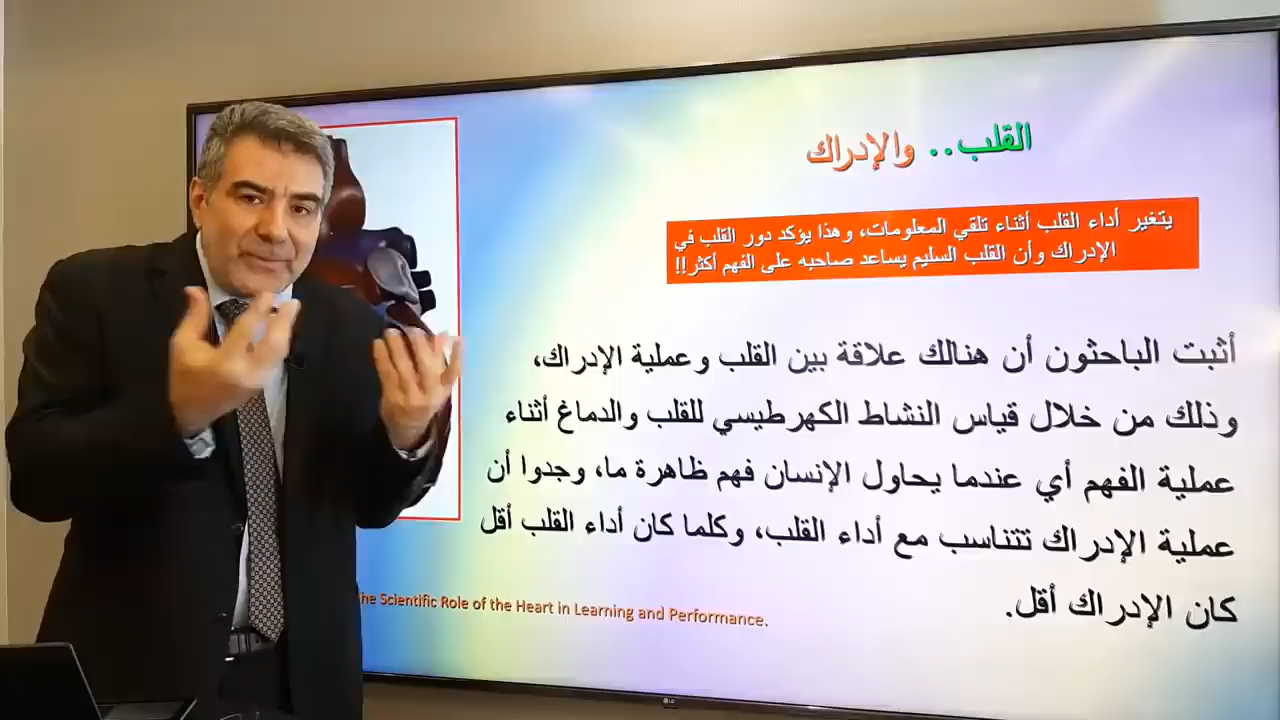 القلب.. والإدراك
يتغير أداء القلب أثناء تلقي المعلومات، وهذا يؤكد دور القلب في
الإدراك وأن القلب السليم يساعد صاحبه على الفهم أكثر!!
أثبت الباحثون أن هنالك علاقة بين القلب وعملية الإدراك،
وذلك من خلال قياس النشاط الكهرطيسي للقلب والدماغ أثناء
عملية الفهم أي عندما يحاول الإنسان فهم ظاهرة ما، وجدوا أن
عملية الإدراك تتناسب مع أداء القلب، وكلما كان أداء القلب أقل
كان الإدراك أقل.
he Scientific Role of the Heart in Learning and Performance.
LG